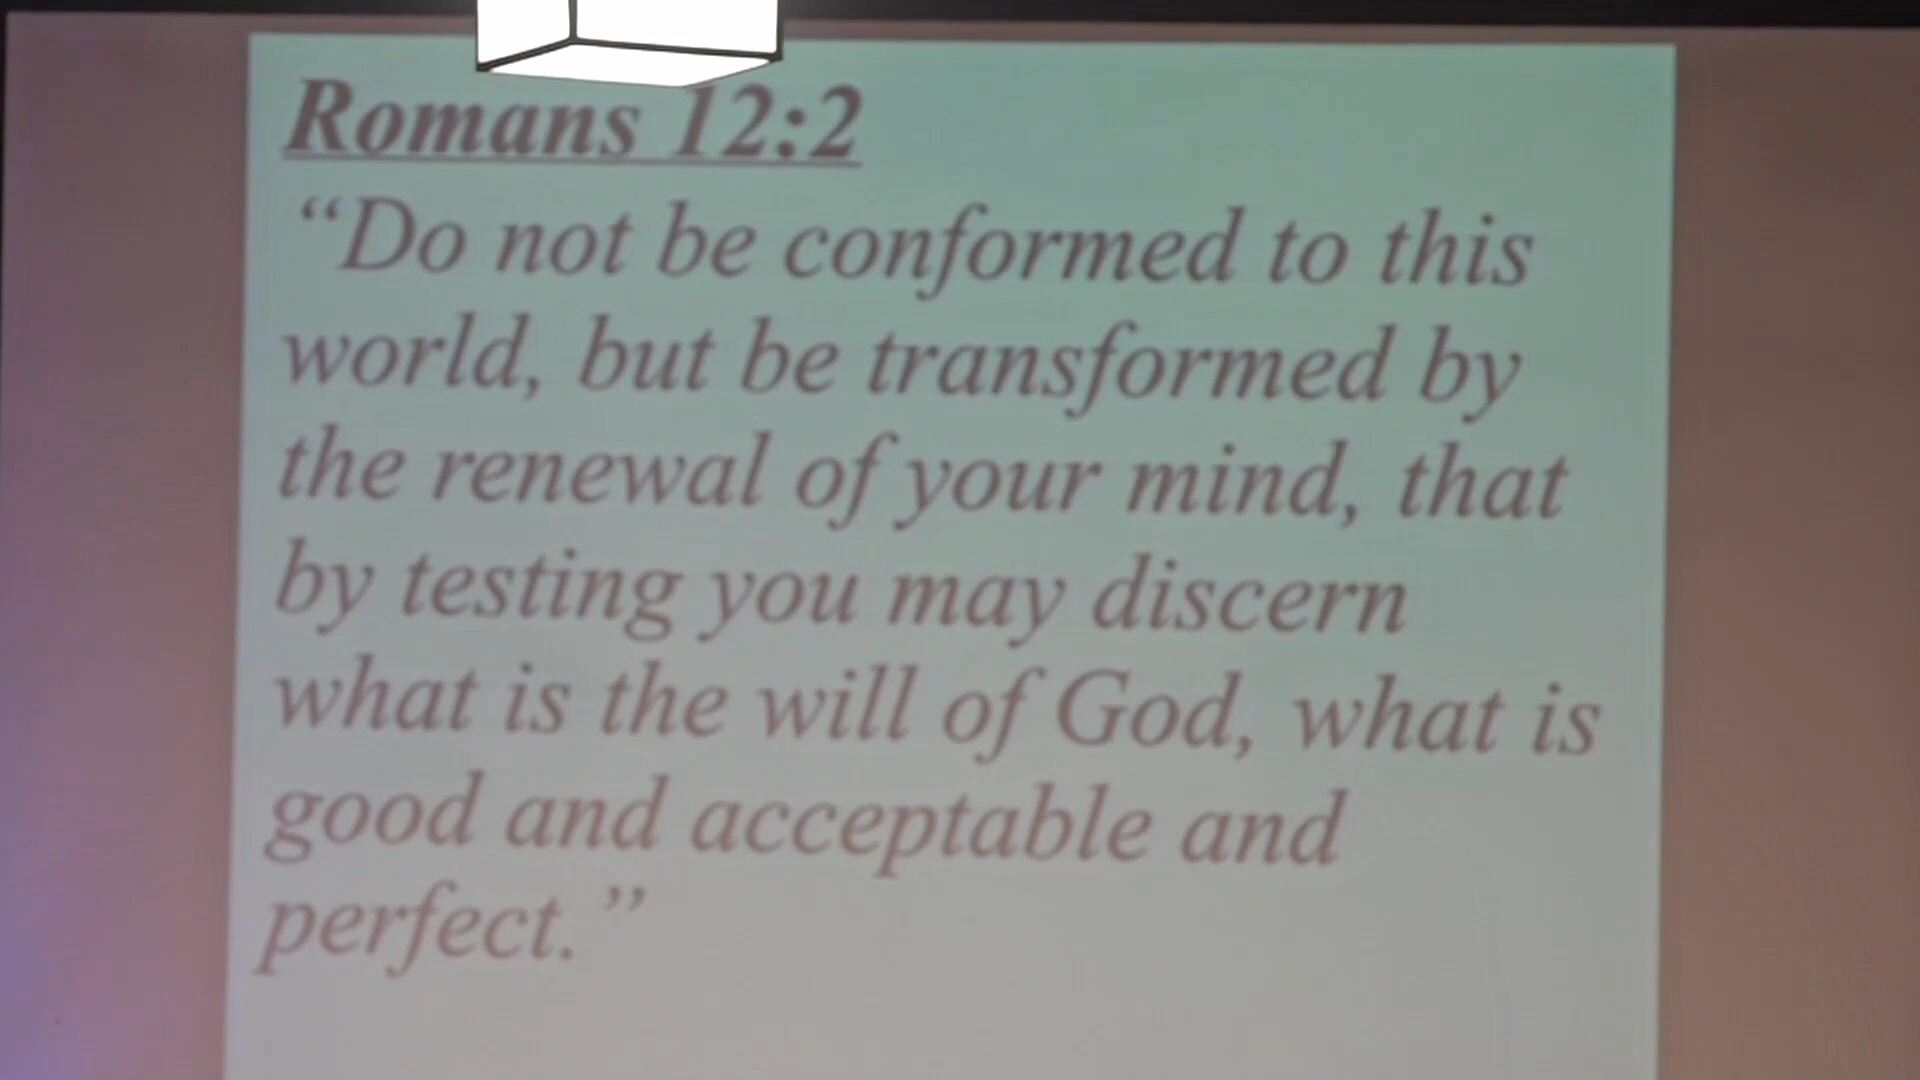 Romans 12:2
“Do not be conformed to this
world, but be transformed by
the renewal of your mind, that
by testing you may discern
what is the will of God, what is
good and acceptable and
perfect.”